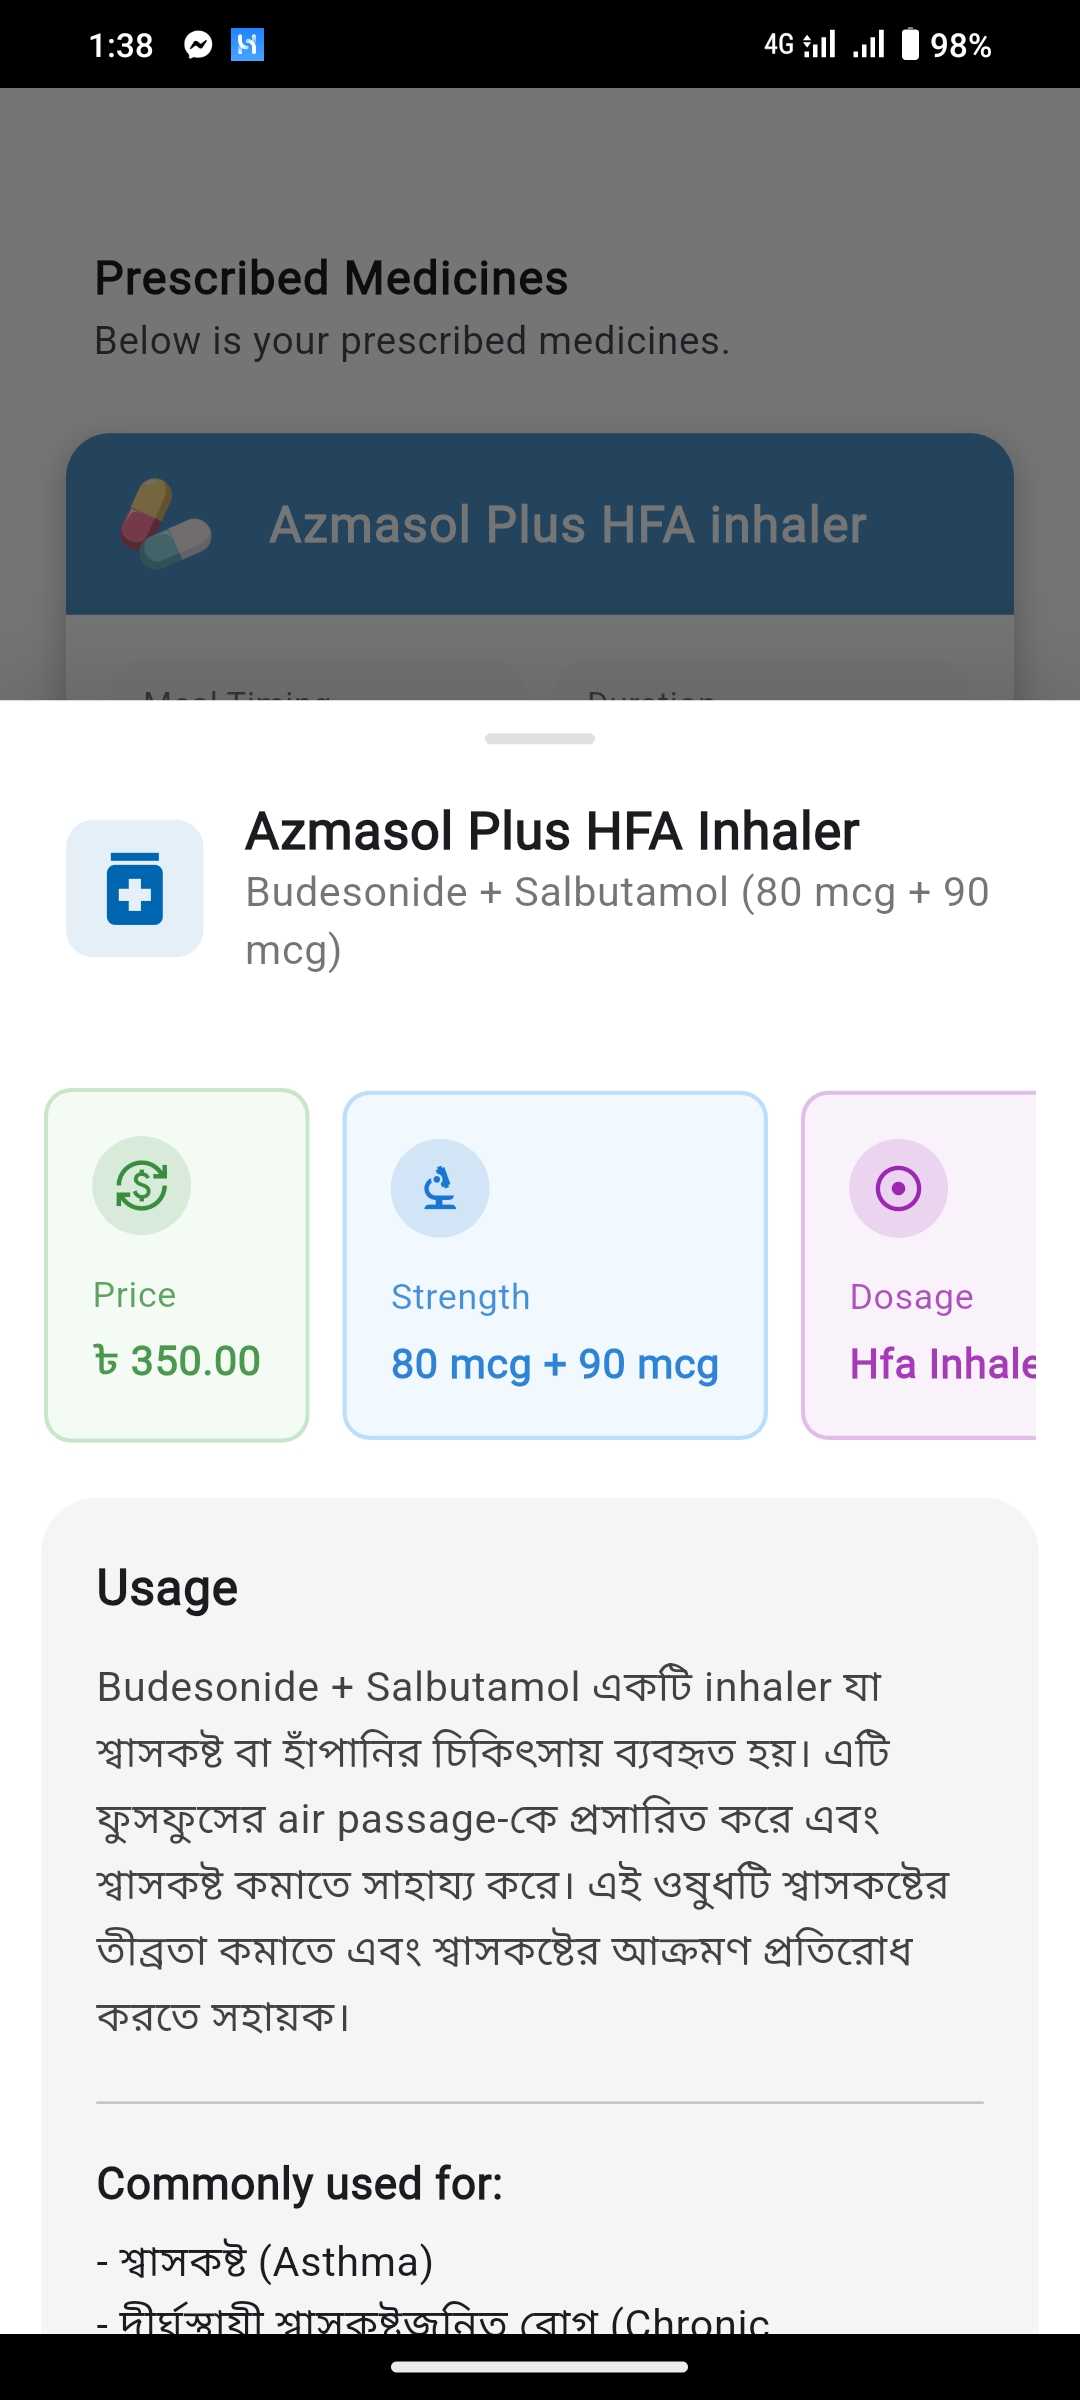 1:38
4G
98%
Prescribed Medicines
Below is your prescribed medicines.
Azmasol Plus HFA inhaler
Meal Timing
Duration
Azmasol Plus HFA Inhaler
Budesonide + Salbutamol (80 mcg + 90
mcg)
Price
৳ 350.00
Strength
80 mcg + 90 mcg
Dosage
Hfa Inhale
Usage
Budesonide + Salbutamol একটি inhaler যা
শ্বাসকষ্ট বা হাঁপানির চিকিৎসায় ব্যবহৃত হয়। এটি
ফুসফুসের air passage-কে প্রসারিত করে এবং
শ্বাসকষ্ট কমাতে সাহায্য করে। এই ওষুধটি শ্বাসকষ্টের
তীব্রতা কমাতে এবং শ্বাসকষ্টের আক্রমণ প্রতিরোধ
করতে সহায়ক।
Commonly used for:
- শ্বাসকষ্ট (Asthma)
- দীর্ঘস্থায়ী শ্বাসকষ্টজনিত রোগ (Chronic